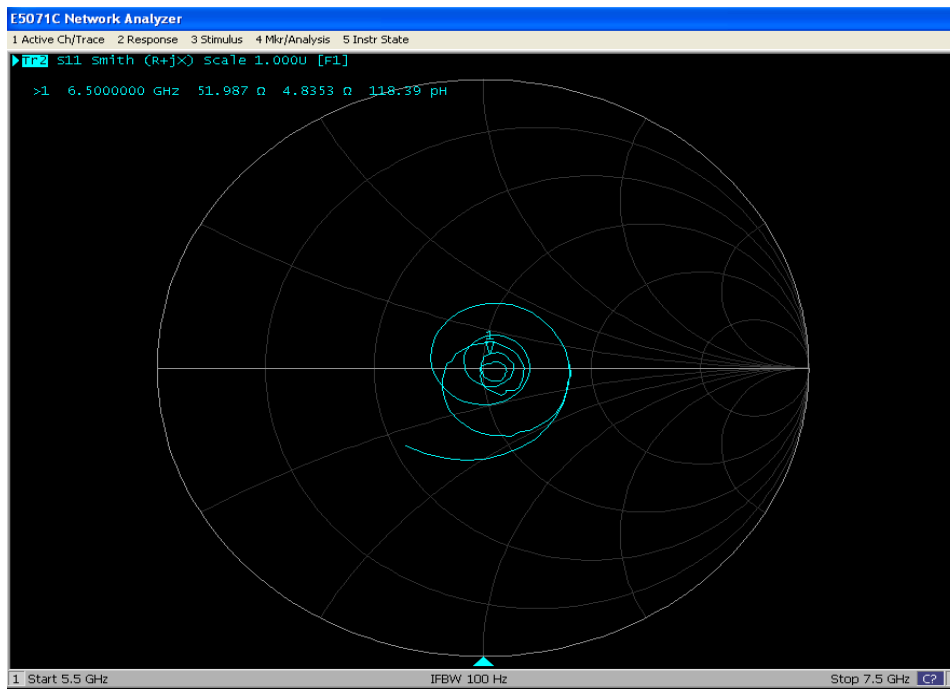 E5071C Network Analyzer
1 Active Ch/Trace 2 Response 3 Stimulus 4 Mkr/Analysis 5 Instr State
Tr2 S11 Smith (R+jX) Scale 1.000U [F1]
>1 6.5000000 GHz 51.987 Ω 4.8353 Ω 118.39 pH
1
1 Start 5.5 GHz IFBW 100 Hz Stop 7.5 GHz C?